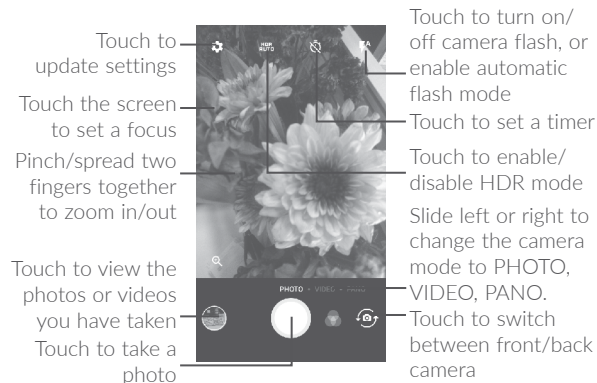 Touch to
update settings
Touch the screen
to set a focus
Pinch/spread two
fingers together
to zoom in/out
Touch to view the
photos or videos
you have taken
Touch to take a
photo
HDR
AUTO
A
PHOTO • VIDEO •
Touch to turn on/
off camera flash, or
enable automatic
flash mode
Touch to set a timer
Touch to enable/
disable HDR mode
Slide left or right to
change the camera
mode to PHOTO,
VIDEO, PANO.
Touch to switch
between front/back
camera